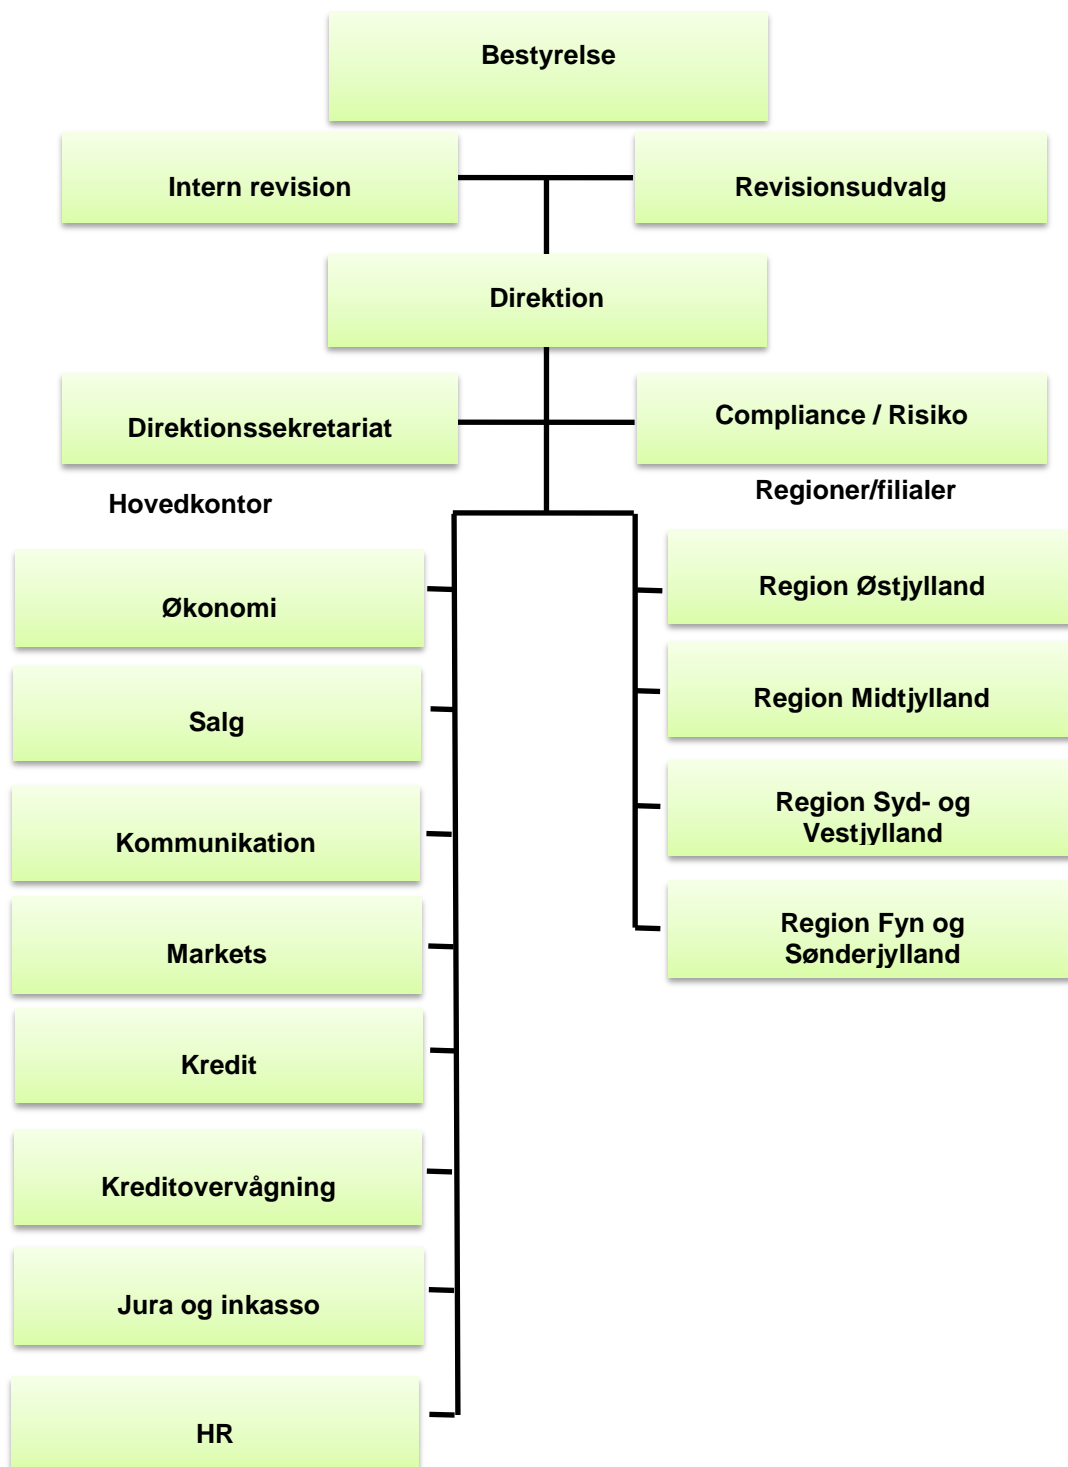 Bestyrelse
Intern revision
Revisionsudvalg
Direktion
Direktionssekretariat
Compliance / Risiko
Hovedkontor
Regioner/filialer
Økonomi
Salg
Kommunikation
Markets
Kredit
Kreditovervågning
Jura og inkasso
HR
Region Østjylland
Region Midtjylland
Region Syd- og
Vestjylland
Region Fyn og
Sønderjylland